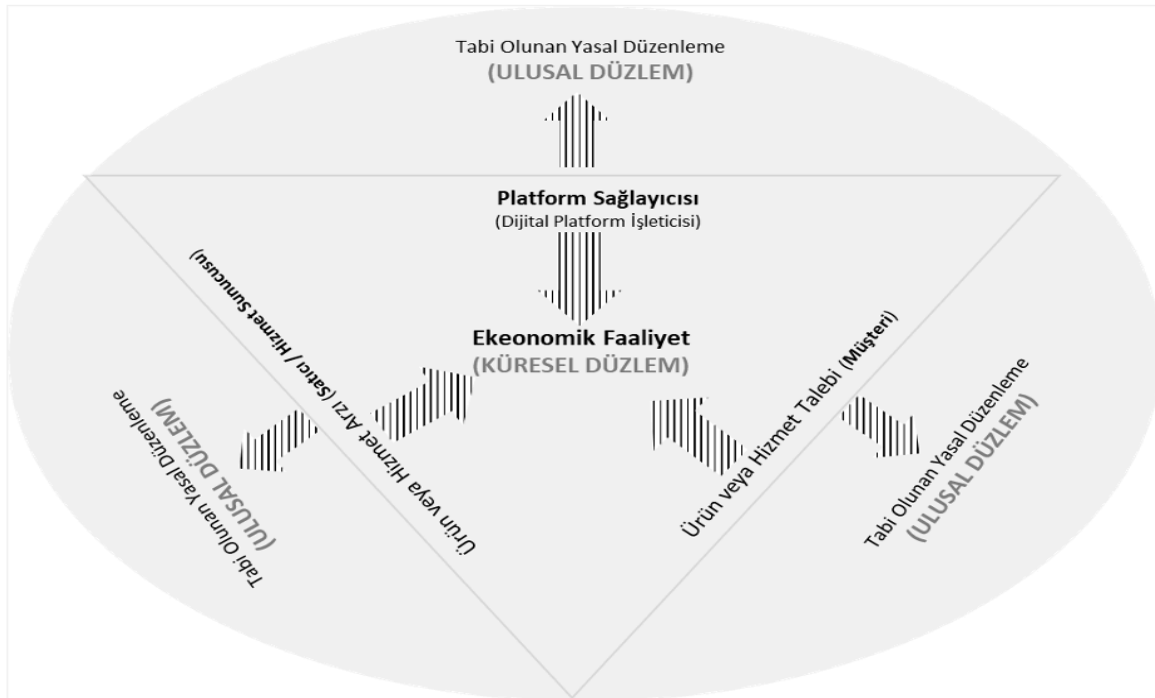 Tabi Olunan Yasal Düzenleme
(ULUSAL DÜZLEM)
Platform Sağlayıcısı
(Dijital Platform İşleticisi)
Ekeonomik Faaliyet
(KÜRESEL DÜZLEM)
Ürün veya Hizmet Arzı (Satıcı / Hizmet Sunucusu)
Tabi Olunan Yasal Düzenleme
(ULUSAL DÜZLEM)
Ürün veya Hizmet Talebi (Müşteri)
Tabi Olunan Yasal Düzenleme
(ULUSAL DÜZLEM)